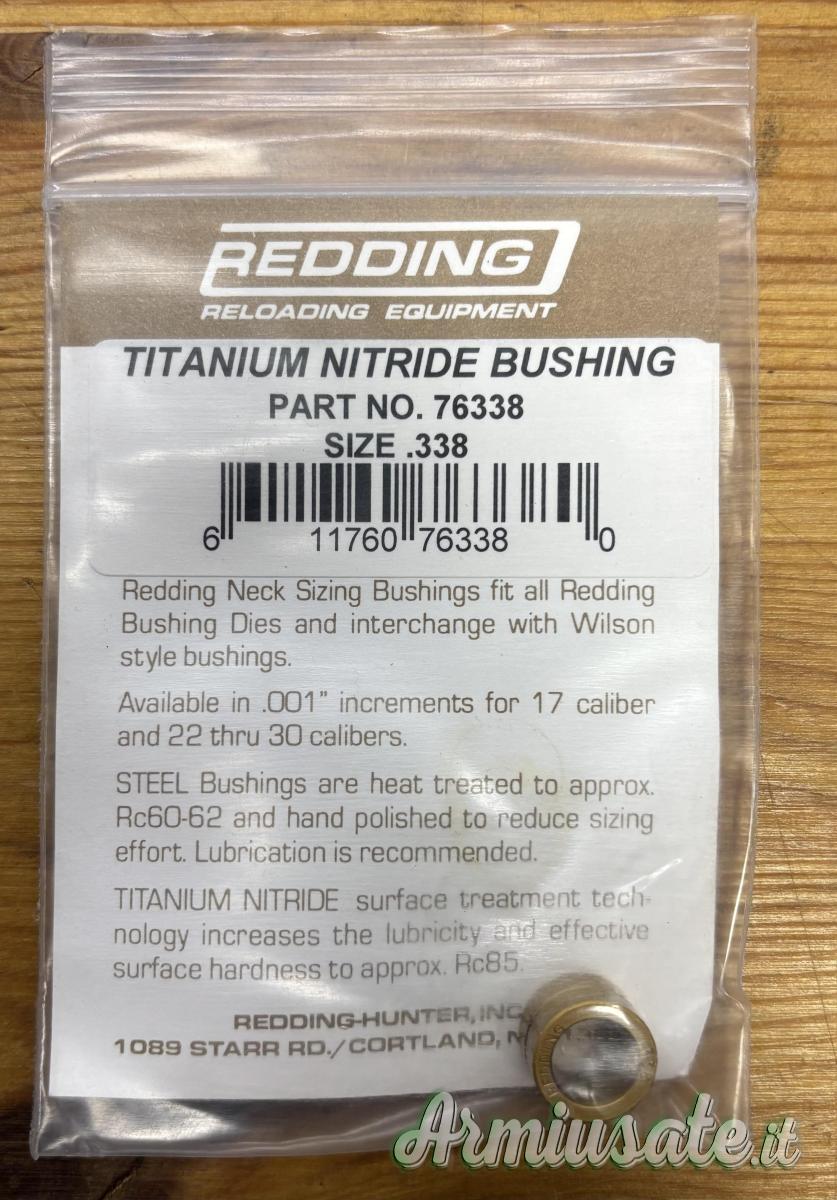 REDDING
RELOADING EQUIPMENT
TITANIUM NITRIDE BUSHING
PART NO. 76338
SIZE .338
6 11760 76338 0
Redding Neck Sizing Bushings fit all Redding
Bushing Dies and interchange with Wilson
style bushings.
Available in .001" increments for 17 caliber
and 22 thru 30 calibers.
STEEL Bushings are heat treated to approx.
Rc60-62 and hand polished to reduce sizing
effort. Lubrication is recommended.
TITANIUM NITRIDE surface treatment tech-
nology increases the lubricity and effective
surface hardness to approx. Rc85.
REDDING-HUNTER, INC.
1089 STARR RD./CORTLAND,
REDDING
Armiusate.it